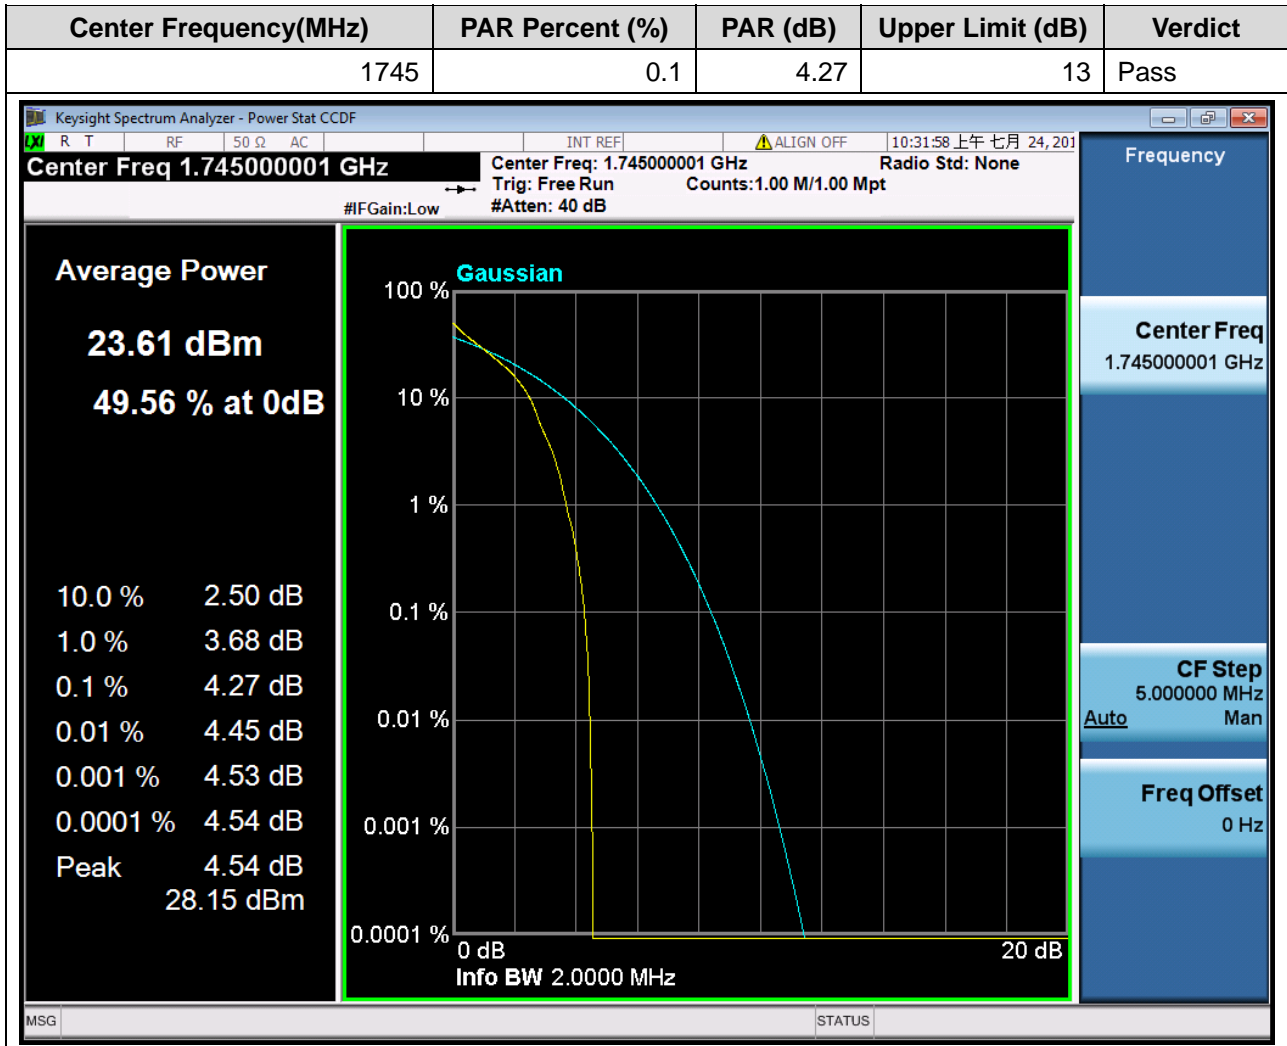 Center Frequency(MHz) PAR Percent (%) PAR (dB) Upper Limit (dB) Verdict
1745 0.1 4.27 13 Pass
Keysight Spectrum Analyzer - Power Stat CCDF
LXI R T RF 50 Ω AC INT REF ALIGN OFF 10:31:58 上午 七月 24, 201
Center Freq 1.745000001 GHz
Center Freq: 1.745000001 GHz Radio Std: None
Trig: Free Run Counts:1.00 M/1.00 Mpt
#IFGain:Low #Atten: 40 dB
Average Power
23.61 dBm
49.56 % at 0dB
10.0 % 2.50 dB
1.0 % 3.68 dB
0.1 % 4.27 dB
0.01 % 4.45 dB
0.001 % 4.53 dB
0.0001 % 4.54 dB
Peak 4.54 dB
28.15 dBm
Gaussian
100 %
10 %
1 %
0.1 %
0.01 %
0.001 %
0.0001 %
0 dB 20 dB
Info BW 2.0000 MHz
Frequency
Center Freq
1.745000001 GHz
CF Step
5.000000 MHz
Auto Man
Freq Offset
0 Hz
MSG STATUS